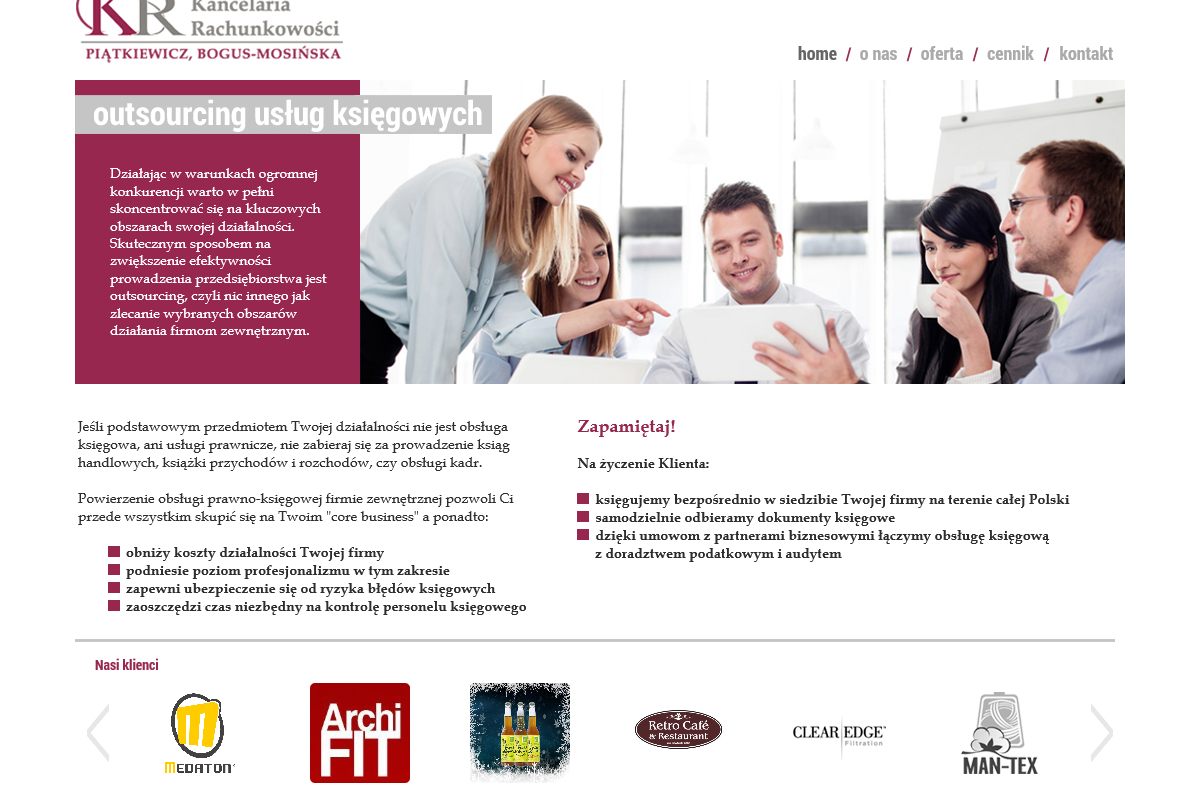 KR Kancelaria
Rachunkowości
PIĄTKIEWICZ, BOGUS-MOSIŃSKA
home / o nas / oferta / cennik / kontakt
outsourcing usług księgowych
Działając w warunkach ogromnej
konkurencji warto w pełni
skoncentrować się na kluczowych
obszarach swojej działalności.
Skutecznym sposobem na
zwiększenie efektywności
prowadzenia przedsiębiorstwa jest
outsourcing, czyli nic innego jak
zlecanie wybranych obszarów
działania firmom zewnętrznym.
Jeśli podstawowym przedmiotem Twojej działalności nie jest obsługa
księgowa, ani usługi prawnicze, nie zabieraj się za prowadzenie ksiąg
handlowych, książki przychodów i rozchodów, czy obsługi kadr.
Powierzenie obsługi prawno-księgowej firmie zewnętrznej pozwoli Ci
przede wszystkim skupić się na Twoim "core business" a ponadto:
obniży koszty działalności Twojej firmy
podniesie poziom profesjonalizmu w tym zakresie
zapewni ubezpieczenie się od ryzyka błędów księgowych
zaoszczędzi czas niezbędny na kontrolę personelu księgowego
Zapamiętaj!
Na życzenie Klienta:
księgujemy bezpośrednio w siedzibie Twojej firmy na terenie całej Polski
samodzielnie odbieramy dokumenty księgowe
dzięki umowom z partnerami biznesowymi łączymy obsługę księgową
z doradztwem podatkowym i audytem
Nasi klienci
MEDATON
Archi
FIT
Retro Café
& Restaurant
CLEAR EDGE™
Filtration
MAN-TEX